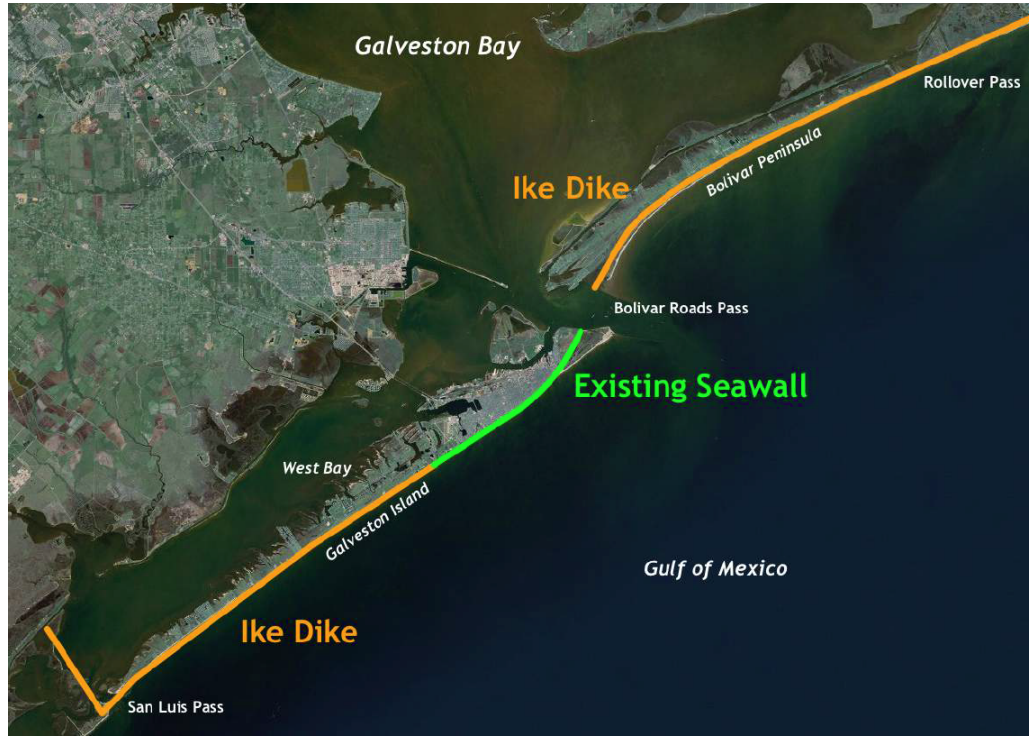 Galveston Bay
Rollover Pass
Bolivar Peninsula
Ike Dike
Bolivar Roads Pass
Existing Seawall
West Bay
Galveston Island
Gulf of Mexico
Ike Dike
San Luis Pass